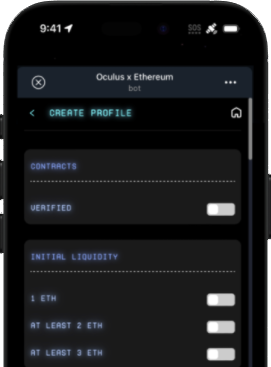 9:41
SOS
Oculus x Ethereum
bot
CREATE PROFILE
CONTRACTS
VERIFIED
INITIAL LIQUIDITY
1 ETH
AT LEAST 2 ETH
AT LEAST 3 ETH